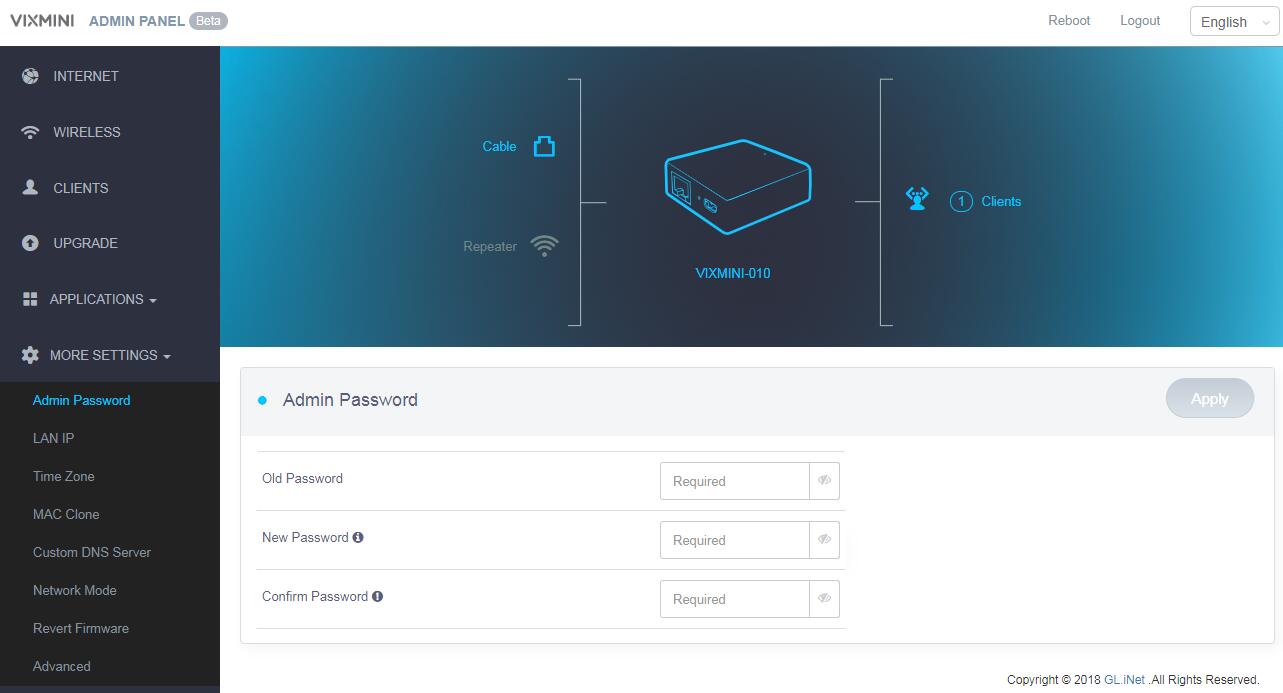 VIXMINI ADMIN PANEL Beta
Reboot Logout English
INTERNET
WIRELESS
CLIENTS
UPGRADE
APPLICATIONS
MORE SETTINGS
Admin Password
LAN IP
Time Zone
MAC Clone
Custom DNS Server
Network Mode
Revert Firmware
Advanced
Cable
Repeater
VIXMINI-010
1 Clients
Admin Password
Apply
Old Password Required
New Password Required
Confirm Password Required
Copyright © 2018 GL.iNet .All Rights Reserved.